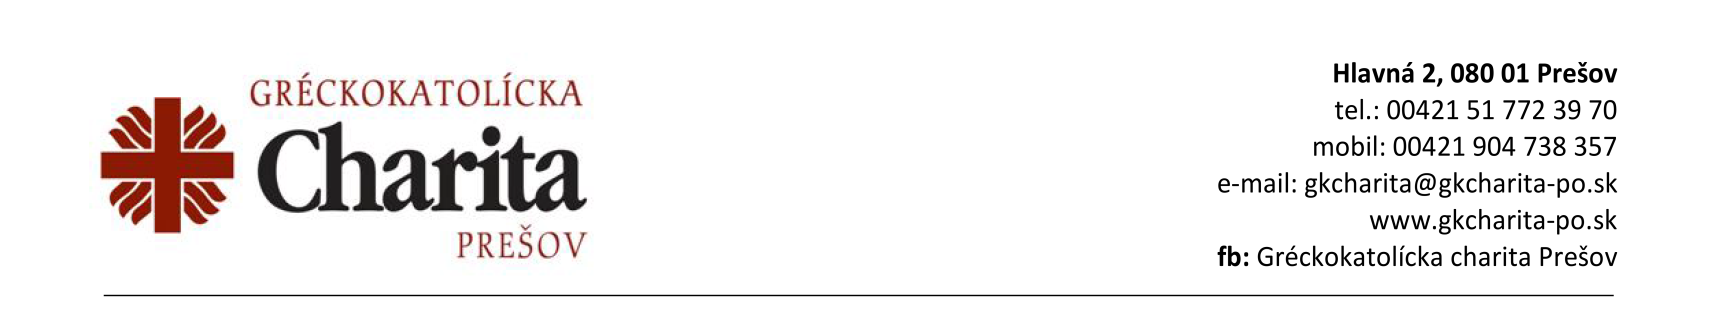 GRÉCKOKATOLÍCKA
Charita
PREŠOV
Hlavná 2, 080 01 Prešov
tel.: 00421 51 772 39 70
mobil: 00421 904 738 357
e-mail: gkcharita@gkcharita-po.sk
www.gkcharita-po.sk
fb: Gréckokatolícka charita Prešov